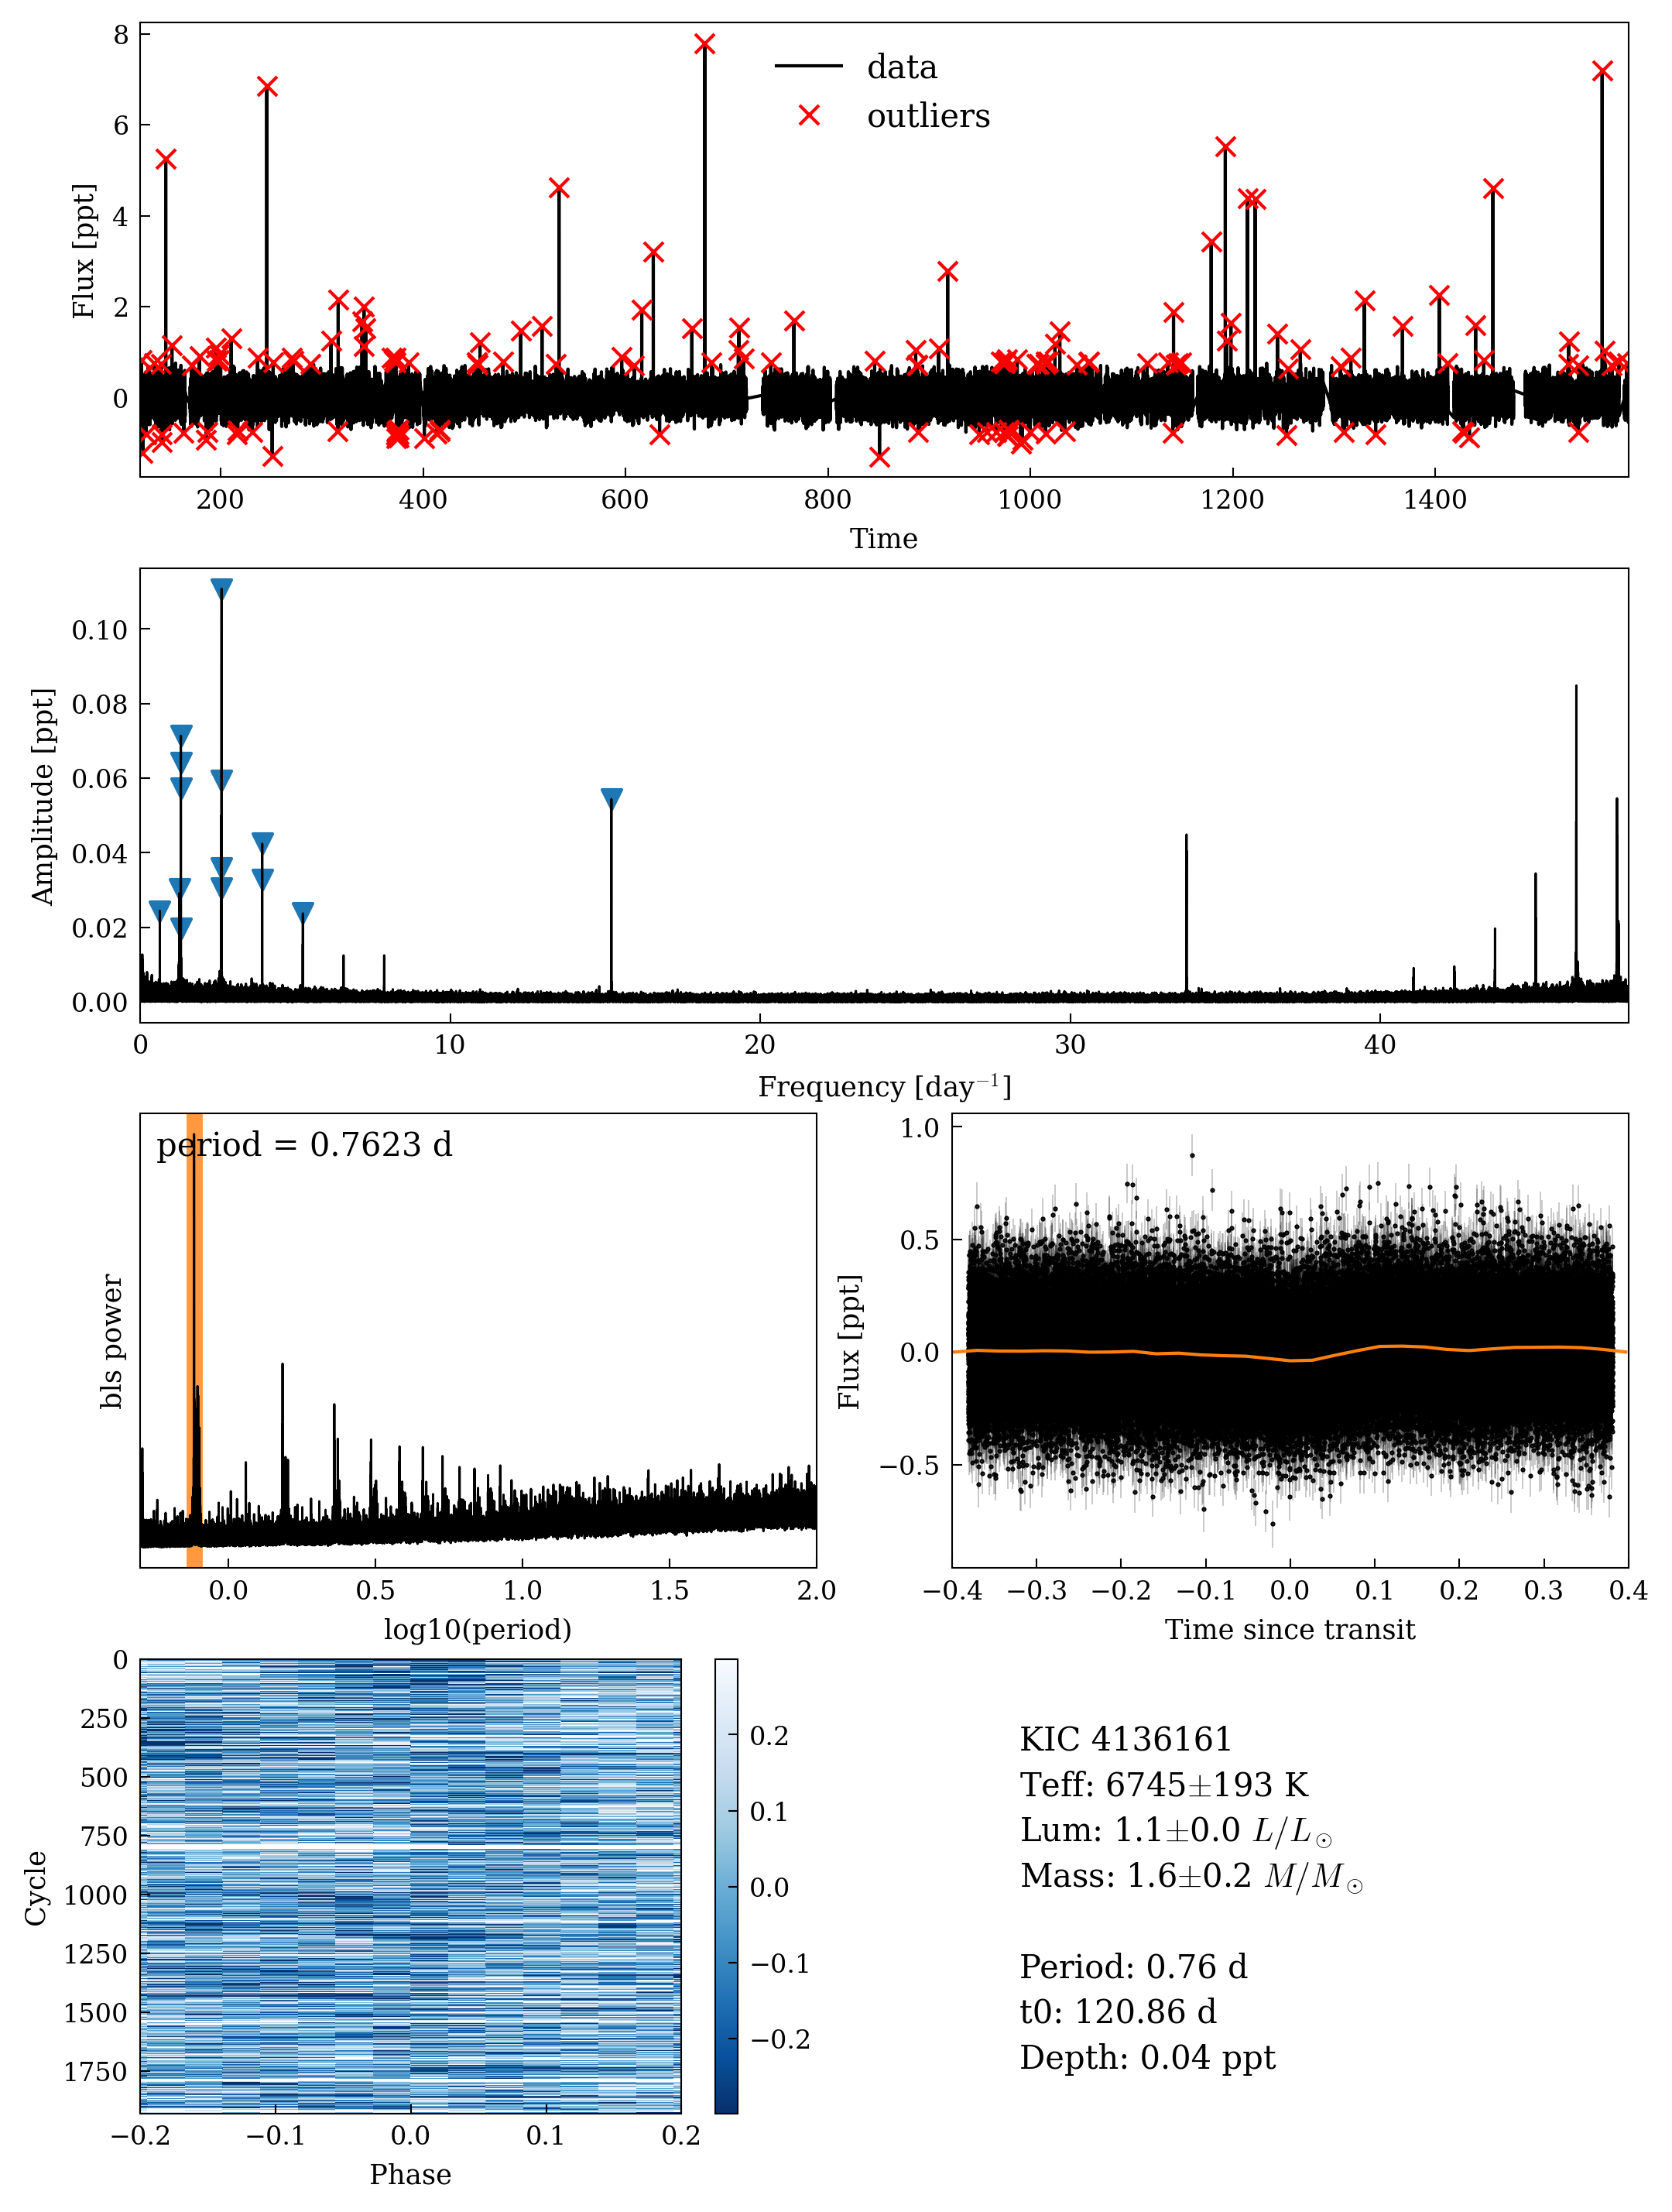 8
6
4
2
0
Flux [ppt]
data
outliers
200 400 600 800 1000 1200 1400
Time
0.10
0.08
0.06
0.04
0.02
0.00
Amplitude [ppt]
0 10 20 30 40
Frequency [day⁻¹]
period = 0.7623 d
bls power
0.0 0.5 1.0 1.5 2.0
log10(period)
1.0
0.5
0.0
−0.5
Flux [ppt]
−0.4 −0.3 −0.2 −0.1 0.0 0.1 0.2 0.3 0.4
Time since transit
0
250
500
750
1000
1250
1500
1750
Cycle
−0.2 −0.1 0.0 0.1 0.2
Phase
0.2
0.1
0.0
−0.1
−0.2
KIC 4136161
Teff: 6745±193 K
Lum: 1.1±0.0 L/L⊙
Mass: 1.6±0.2 M/M⊙
Period: 0.76 d
t0: 120.86 d
Depth: 0.04 ppt